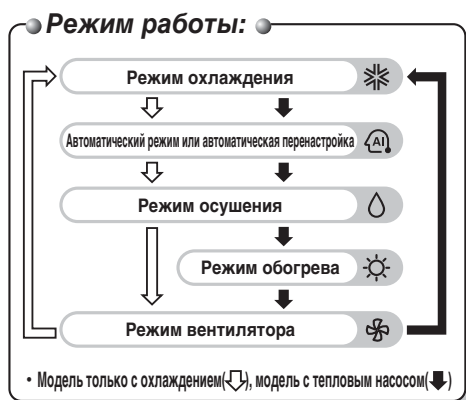 Режим работы:
Режим охлаждения
Автоматический режим или автоматическая перенастройка
AI
Режим осушения
Режим обогрева
Режим вентилятора
• Модель только с охлаждением(⇩), модель с тепловым насосом(⬇)